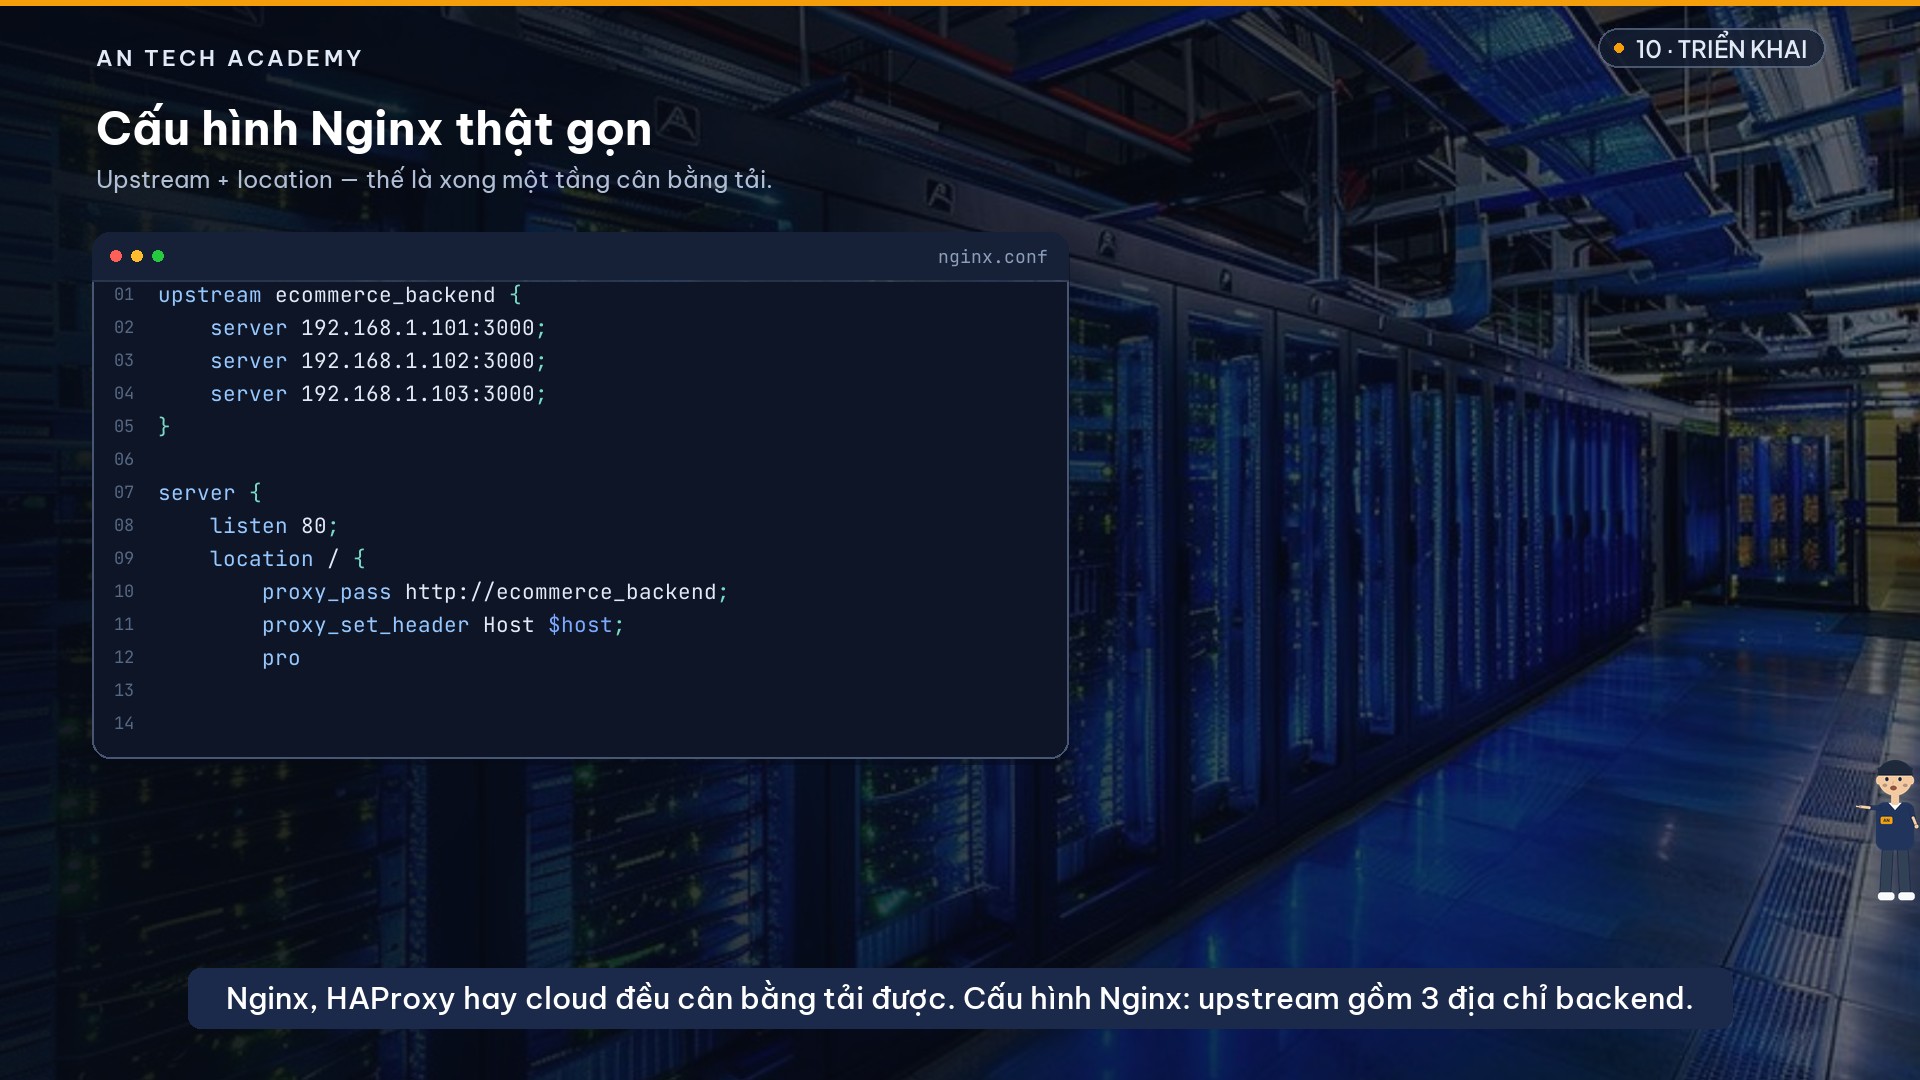 AN TECH ACADEMY
10 · TRIỂN KHAI
Cấu hình Nginx thật gọn
Upstream + location — thế là xong một tầng cân bằng tải.
nginx.conf
01 upstream ecommerce_backend {
02 server 192.168.1.101:3000;
03 server 192.168.1.102:3000;
04 server 192.168.1.103:3000;
05 }
06
07 server {
08 listen 80;
09 location / {
10 proxy_pass http://ecommerce_backend;
11 proxy_set_header Host $host;
12 pro
13
14
AN
Nginx, HAProxy hay cloud đều cân bằng tải được. Cấu hình Nginx: upstream gồm 3 địa chỉ backend.